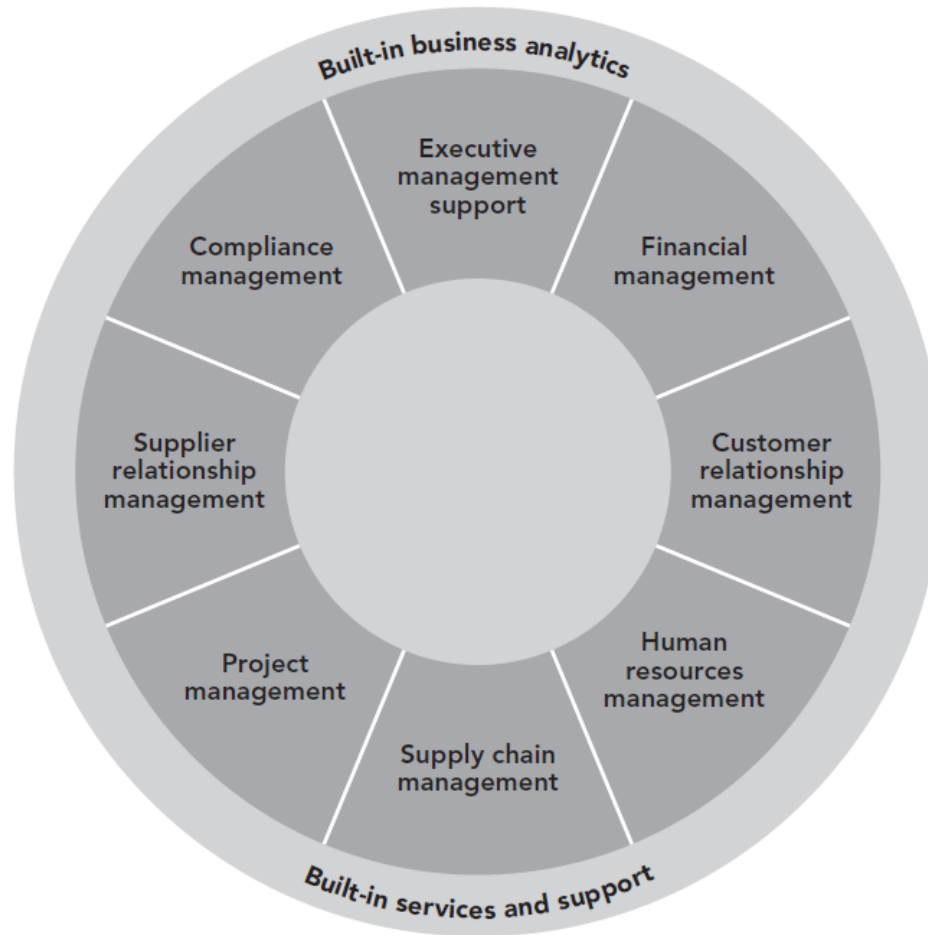 Built-in business analytics
Executive
management
support
Financial
management
Customer
relationship
management
Human
resources
management
Supply chain
management
Project
management
Supplier
relationship
management
Compliance
management
Built-in services and support